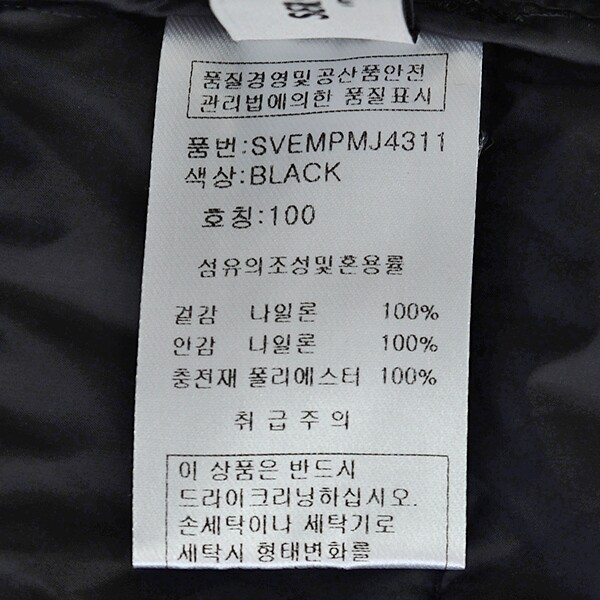 품질경영및공산품안전
관리법에의한 품질표시
품번:SVEMPMJ4311
색상:BLACK
호칭:100
섬유의조성및혼용률
겉감 나일론 100%
안감 나일론 100%
충전재 폴리에스터 100%
취급주의
이 상품은 반드시
드라이크리닝하십시오.
손세탁이나 세탁기로
세탁시 형태변화를